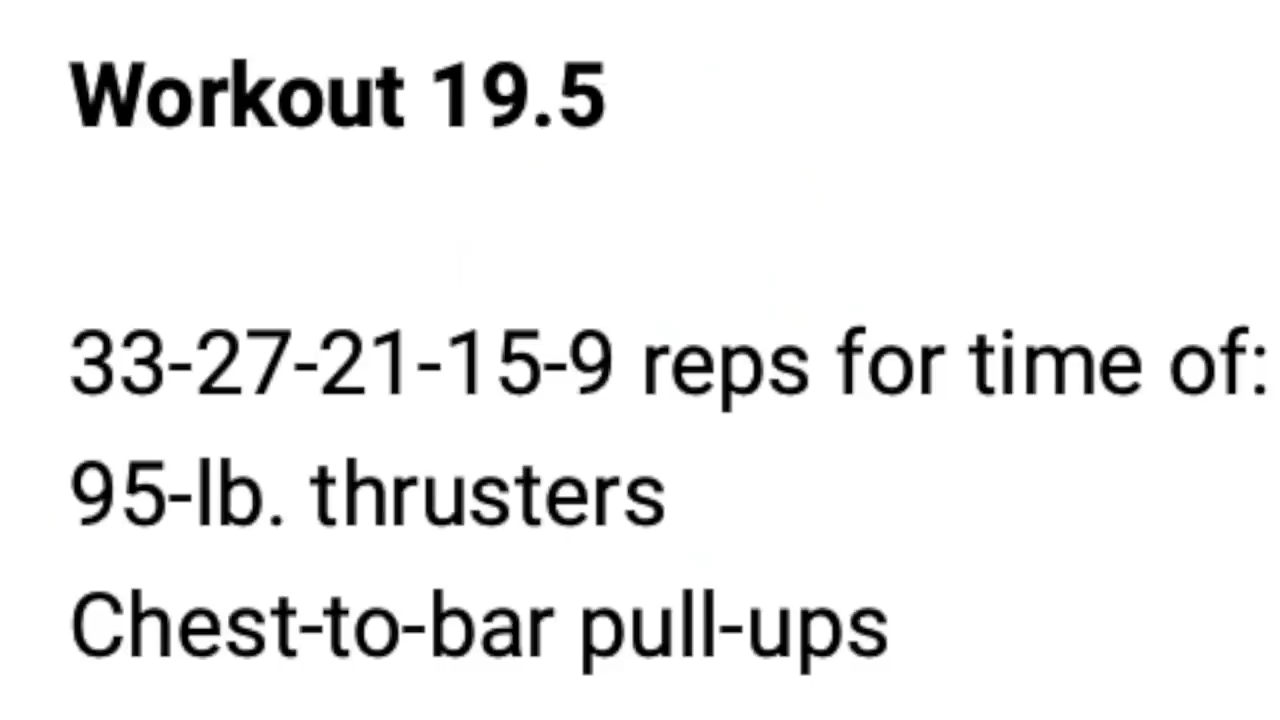 Workout 19.5
33-27-21-15-9 reps for time of:
95-lb. thrusters
Chest-to-bar pull-ups